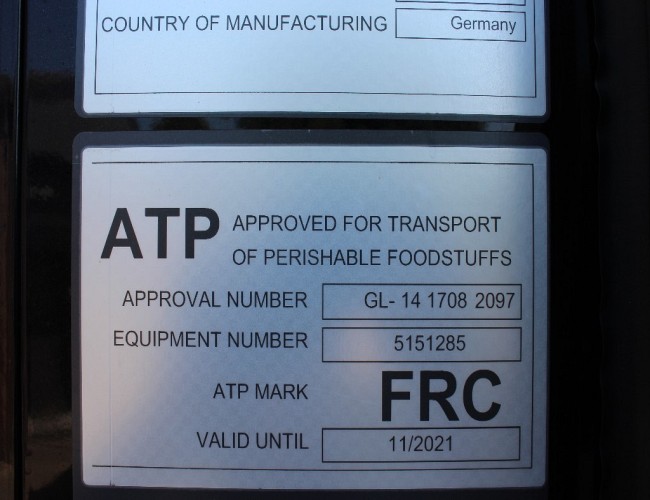 COUNTRY OF MANUFACTURING Germany
ATP APPROVED FOR TRANSPORT
OF PERISHABLE FOODSTUFFS
APPROVAL NUMBER GL- 14 1708 2097
EQUIPMENT NUMBER 5151285
ATP MARK FRC
VALID UNTIL 11/2021